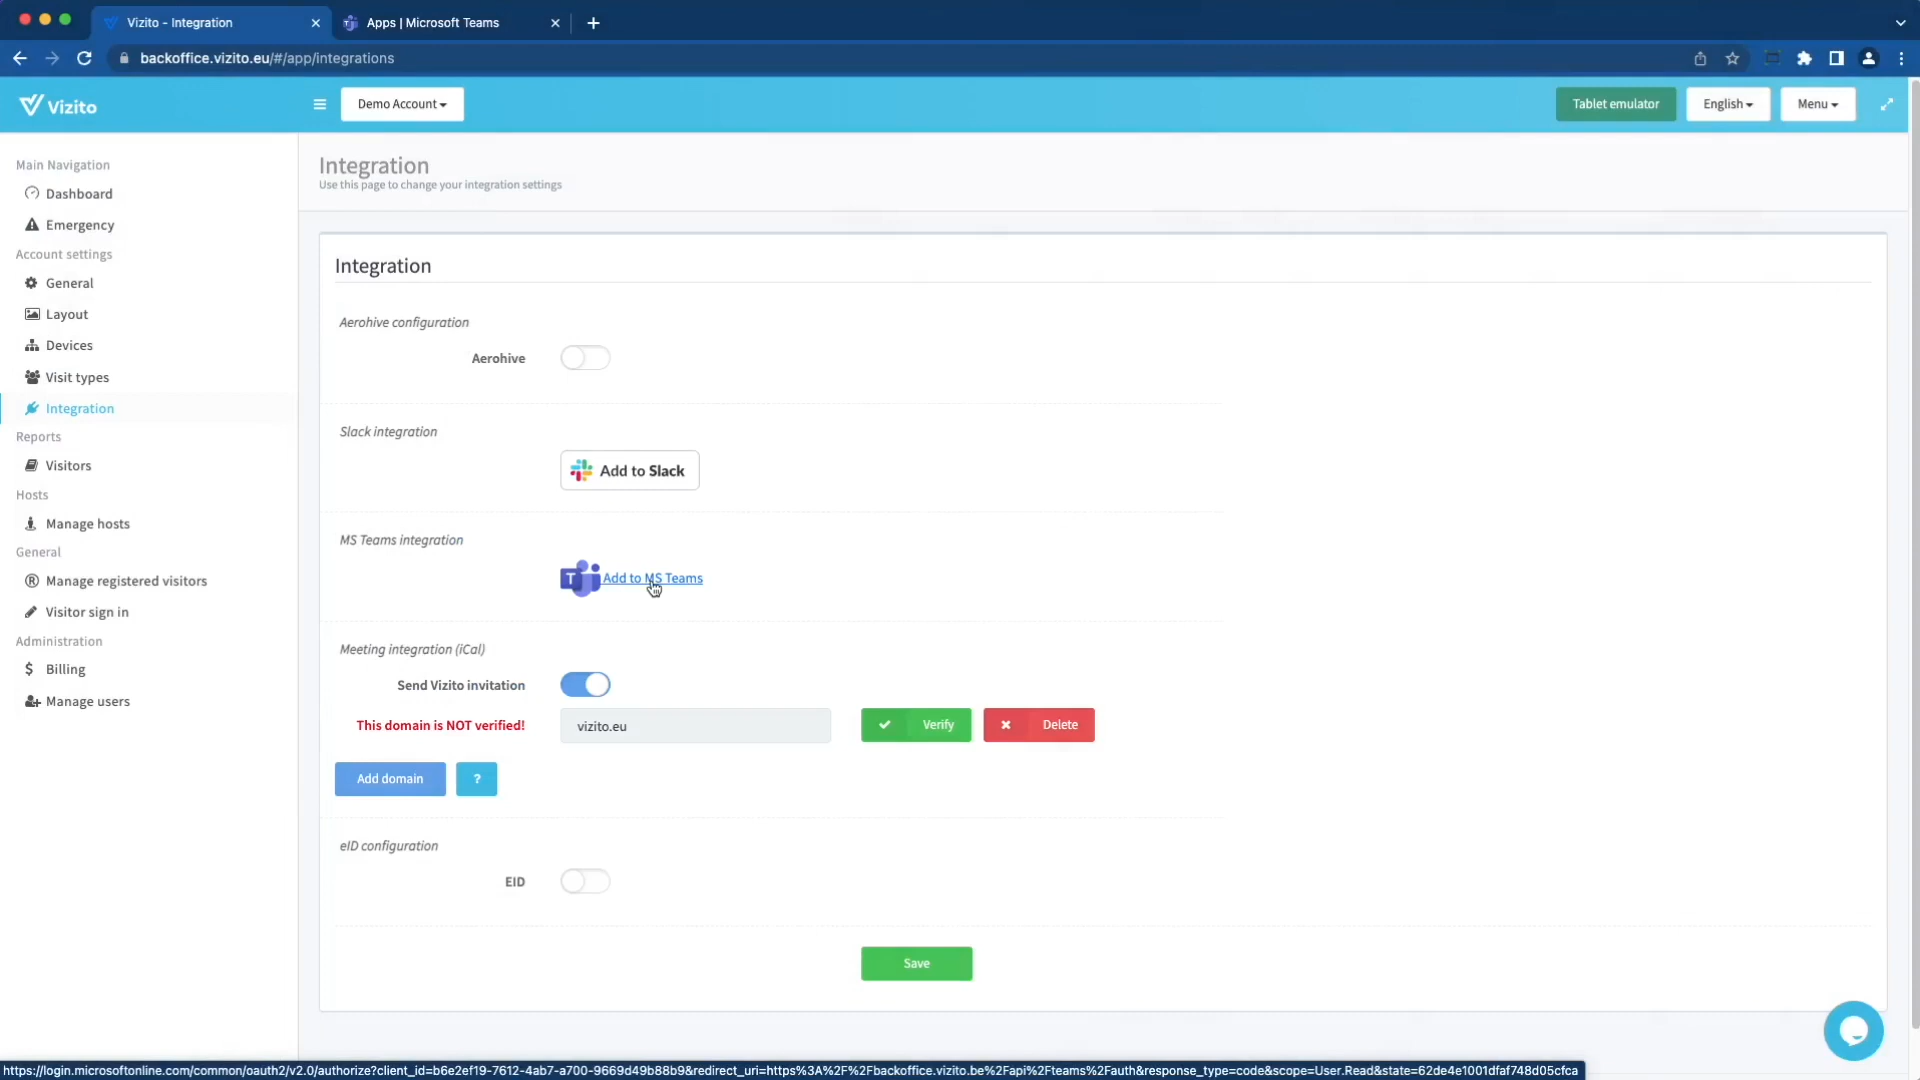 Vizito - Integration
Apps | Microsoft Teams
backoffice.vizito.eu/#/app/integrations
Vizito
Demo Account
Tablet emulator
English
Menu
Main Navigation
Dashboard
Emergency
Account settings
General
Layout
Devices
Visit types
Integration
Reports
Visitors
Hosts
Manage hosts
General
Manage registered visitors
Visitor sign in
Administration
Billing
Manage users
Integration
Use this page to change your integration settings
Integration
Aerohive configuration
Aerohive
Slack integration
Add to Slack
MS Teams integration
Add to MS Teams
Meeting integration (iCal)
Send Vizito invitation
This domain is NOT verified!
vizito.eu
Verify
Delete
Add domain
?
eID configuration
EID
Save
https://login.microsoftonline.com/common/oauth2/v2.0/authorize?client_id=b6e2ef19-7612-4ab7-a700-9669d49b88b9&redirect_uri=https%3A%2F%2Fbackoffice.vizito.be%2Fapi%2Fteams%2Fauth&response_type=code&scope=User.Read&state=62de4e1001dfaf748d05cfca